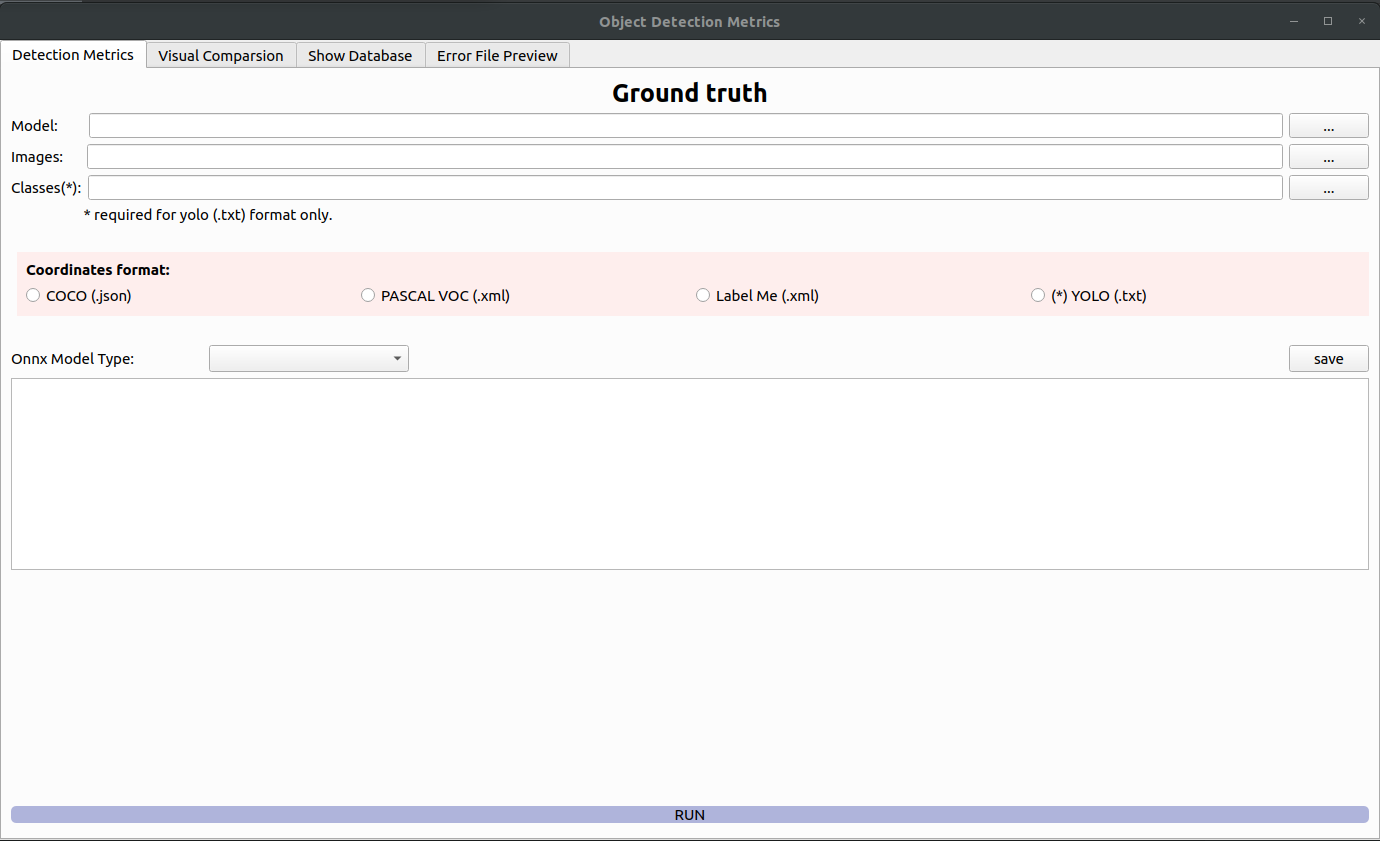 Object Detection Metrics
Detection Metrics Visual Comparsion Show Database Error File Preview
Ground truth
Model: ...
Images: ...
Classes(*): ...
* required for yolo (.txt) format only.
Coordinates format:
COCO (.json) PASCAL VOC (.xml) Label Me (.xml) (*) YOLO (.txt)
Onnx Model Type: save
RUN